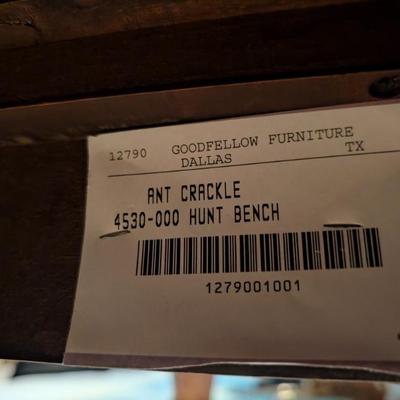 12790 GOODFELLOW FURNITURE
DALLAS TX
ANT CRACKLE
4530-000 HUNT BENCH
1279001001